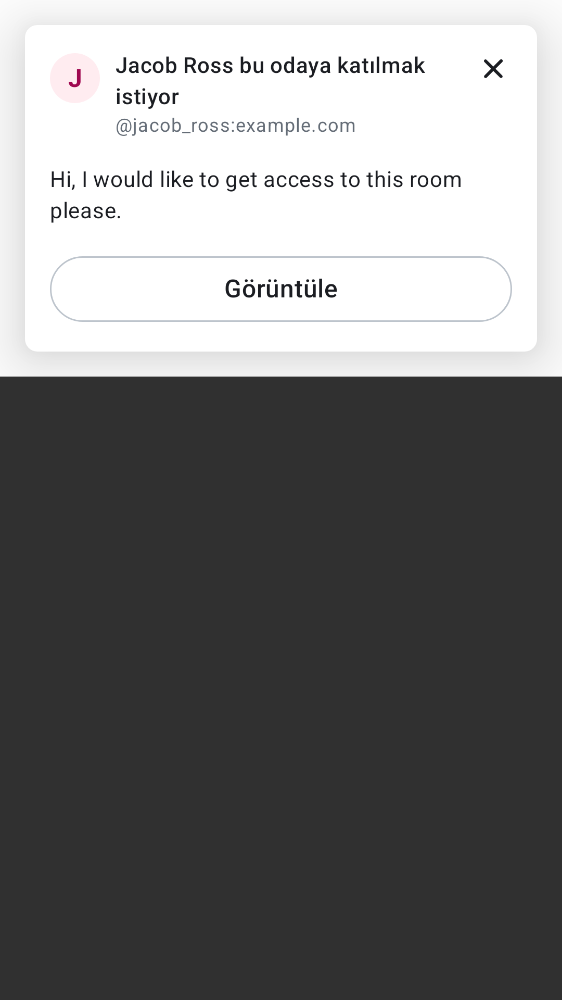 J
Jacob Ross bu odaya katılmak
istiyor
@jacob_ross:example.com
Hi, I would like to get access to this room
please.
Görüntüle